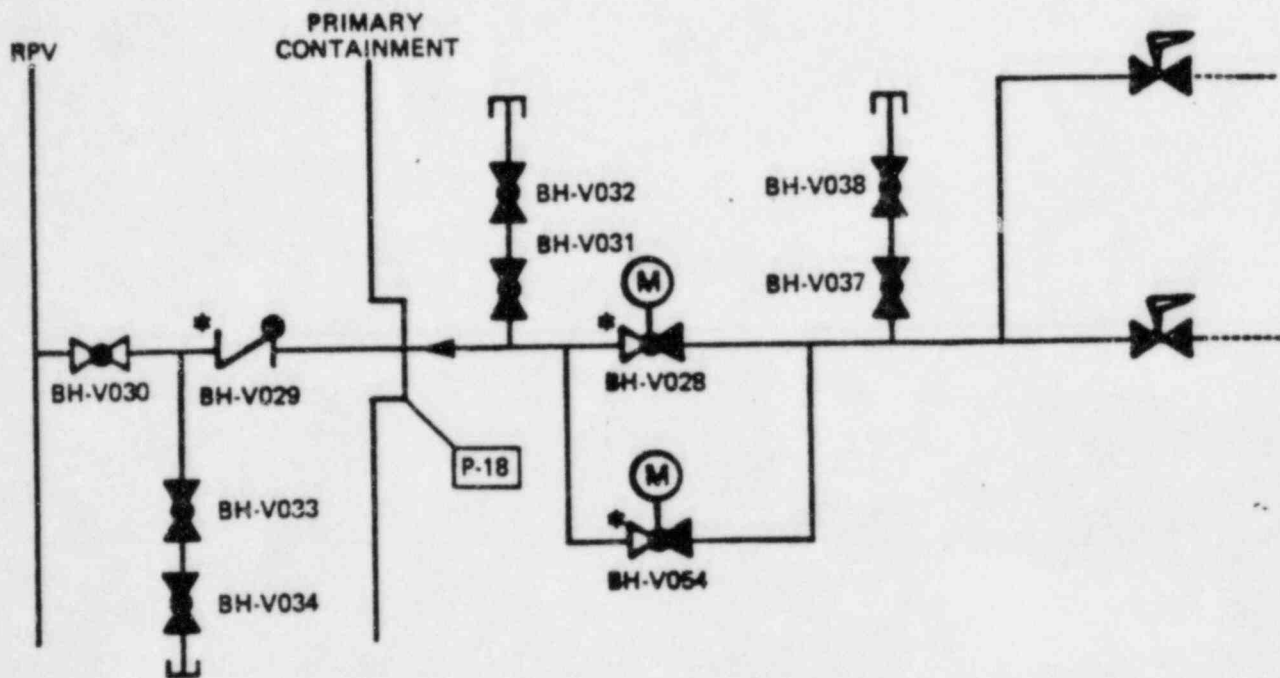 RPV
PRIMARY
CONTAINMENT
BH-V032
BH-V038
BH-V031
M
BH-V037
*
*
BH-V030
BH-V029
BH-V028
P-18
M
BH-V033
*
BH-V054
BH-V034